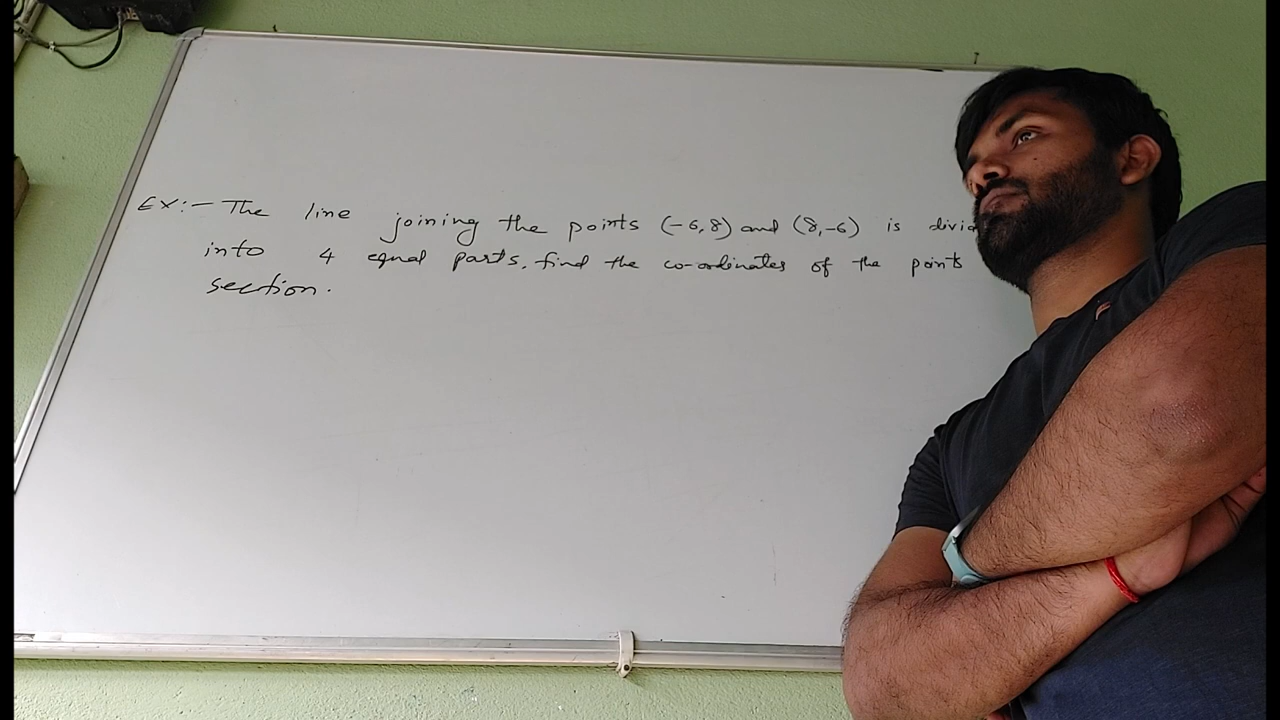 EX:- The line joining the points (-6,8) and (8,-6) is
into 4 equal parts, find the co-ordinates of the points
section.